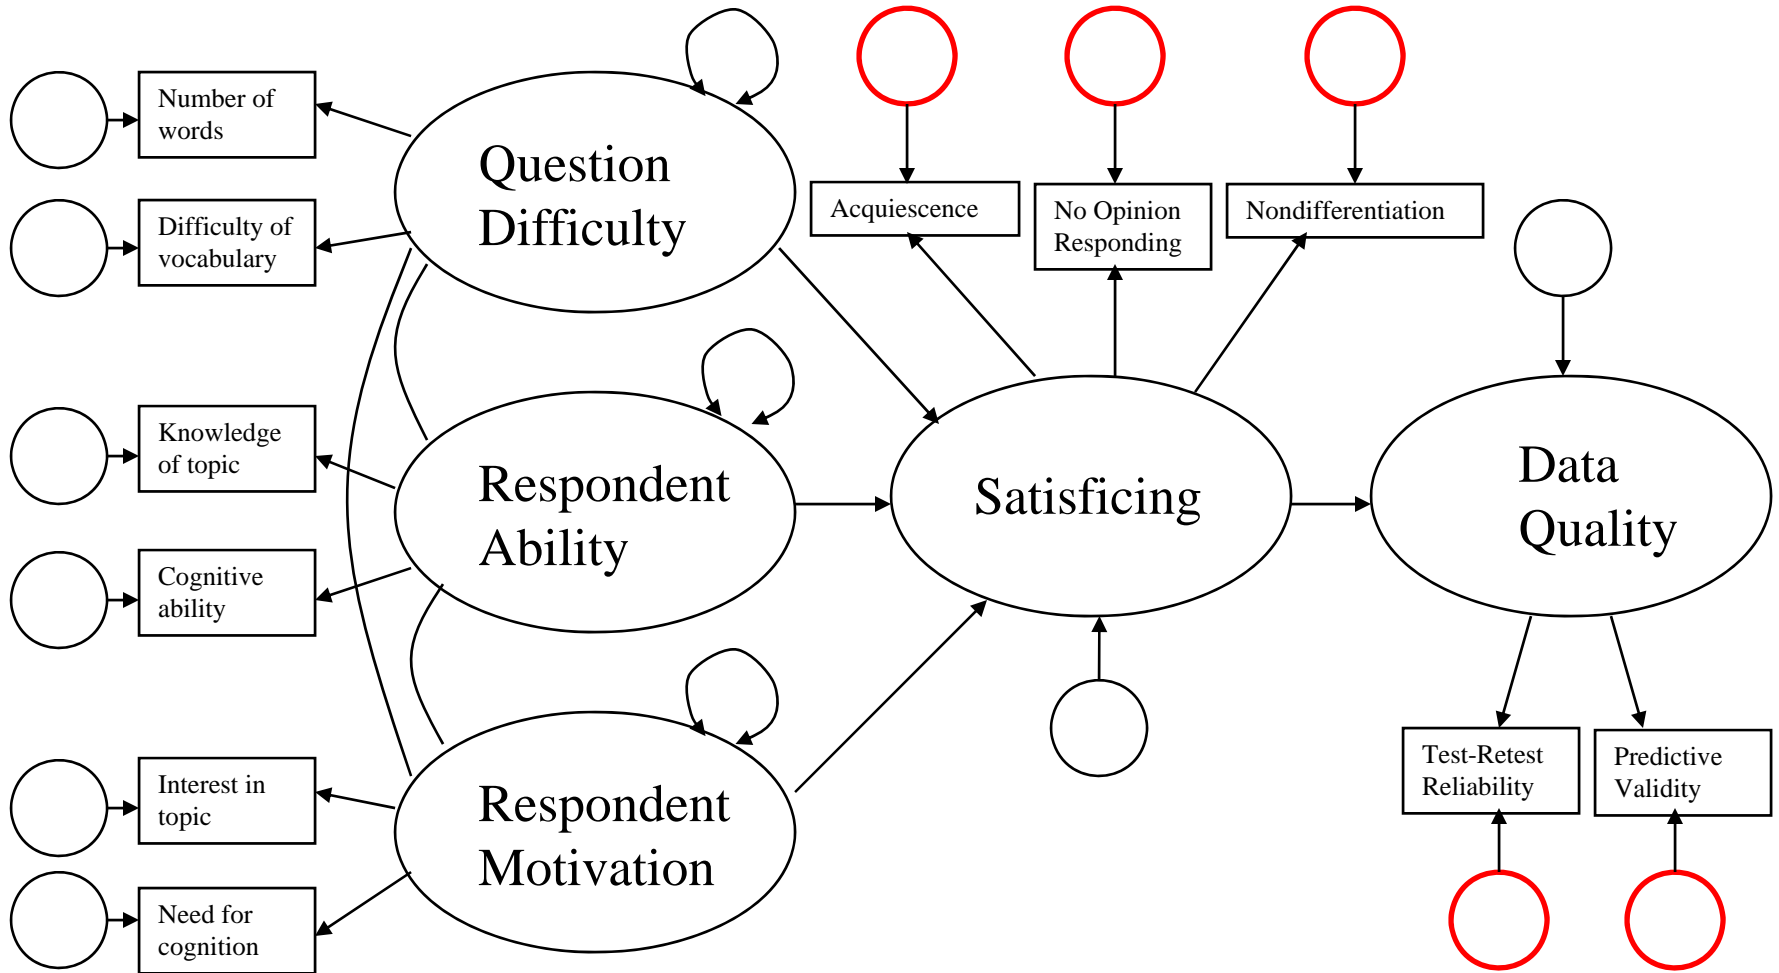 Number of
words
Difficulty of
vocabulary
Knowledge
of topic
Cognitive
ability
Interest in
topic
Need for
cognition
Question
Difficulty
Respondent
Ability
Respondent
Motivation
Acquiescence
No Opinion
Responding
Nondifferentiation
Satisficing
Data
Quality
Test-Retest
Reliability
Predictive
Validity